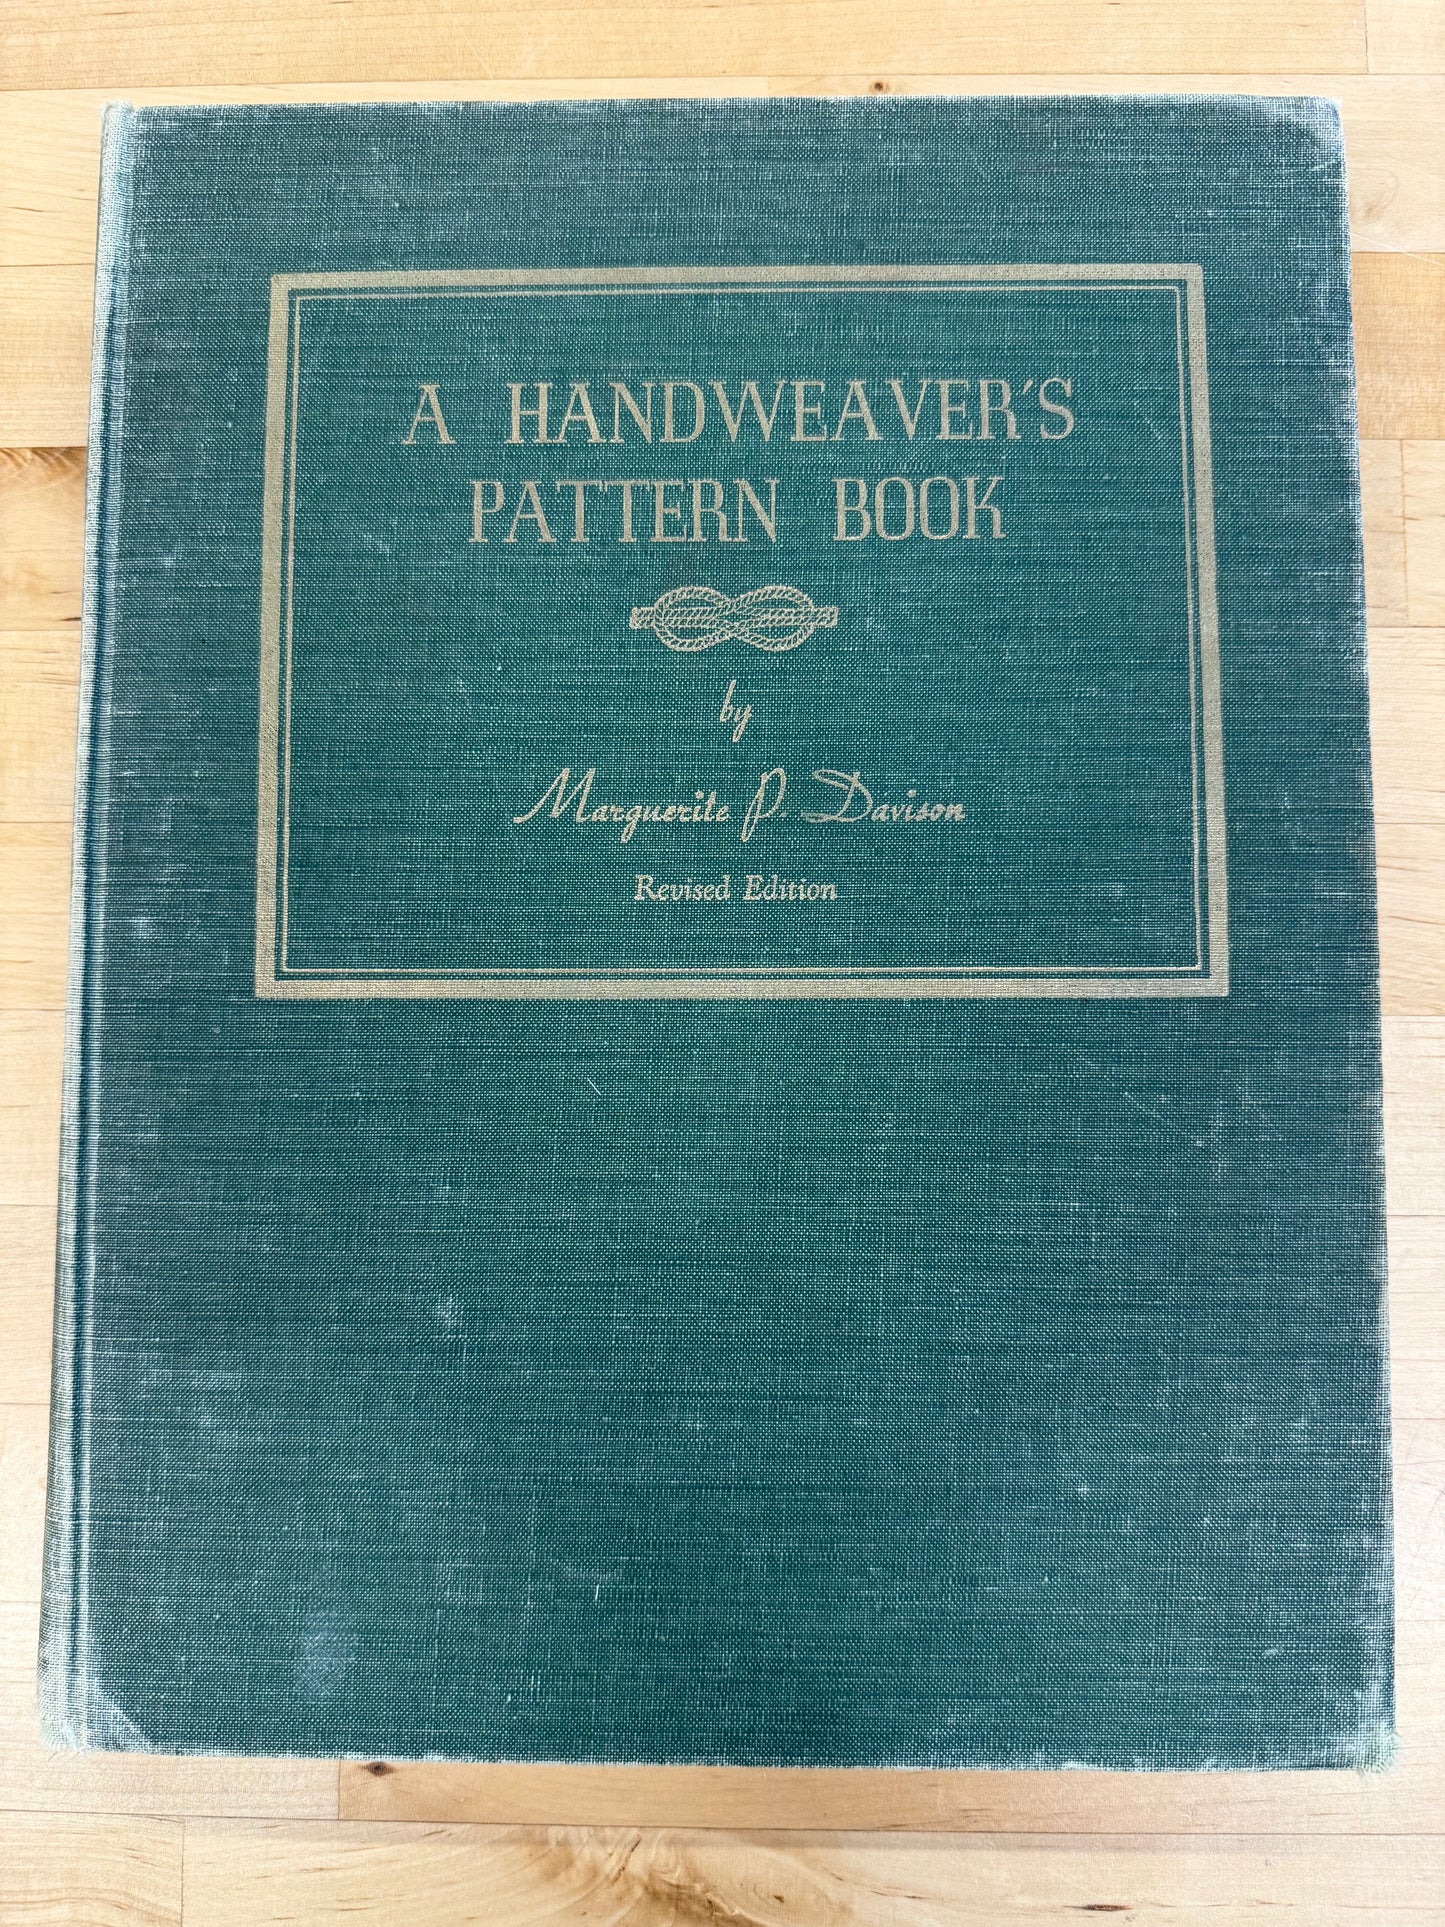 A HANDWEAVER'S
PATTERN BOOK
by
Marguerite P. Davison
Revised Edition